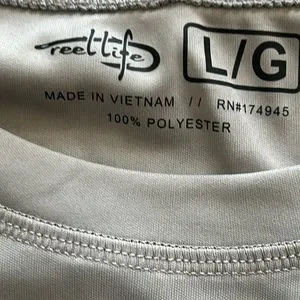 reel life L/G
MADE IN VIETNAM // RN#174945
100% POLYESTER